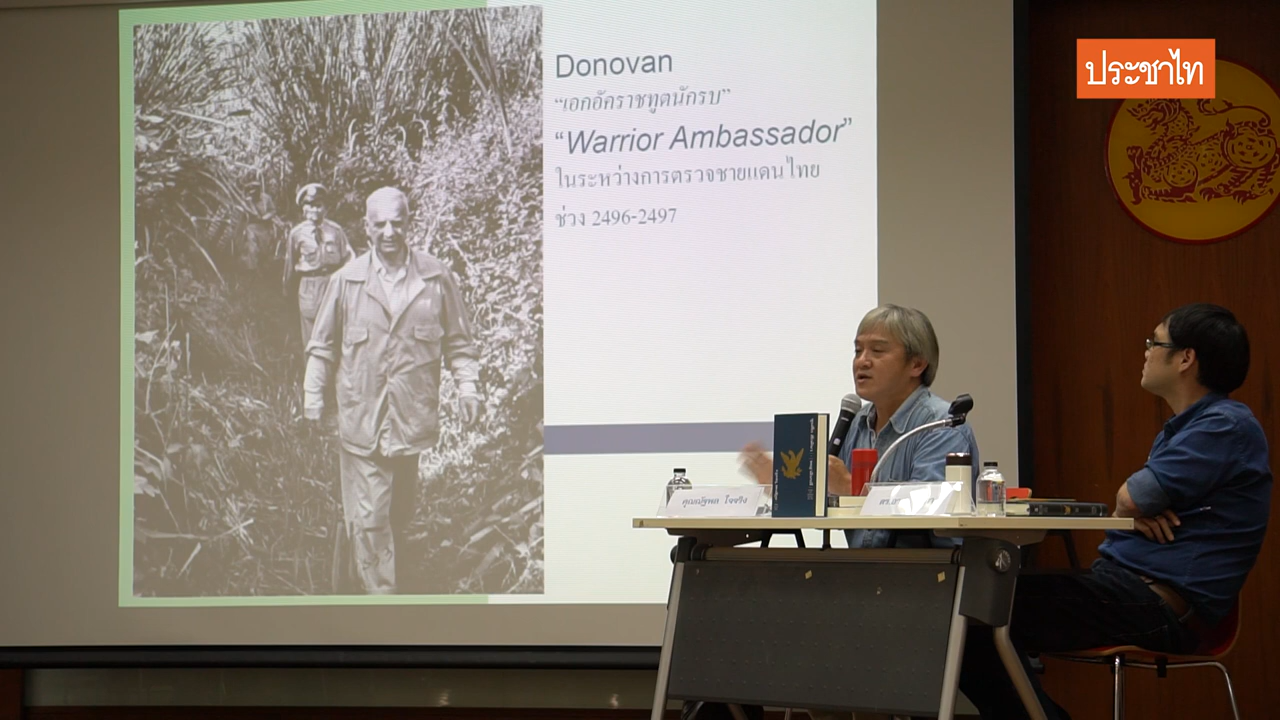 ประชาไท
Donovan
“เอกอัคราชทูตนักรบ”
“Warrior Ambassador”
ในระหว่างการตรวจชายแดนไทย
ช่วง 2496-2497
คุณณัฐพล ใจจริง